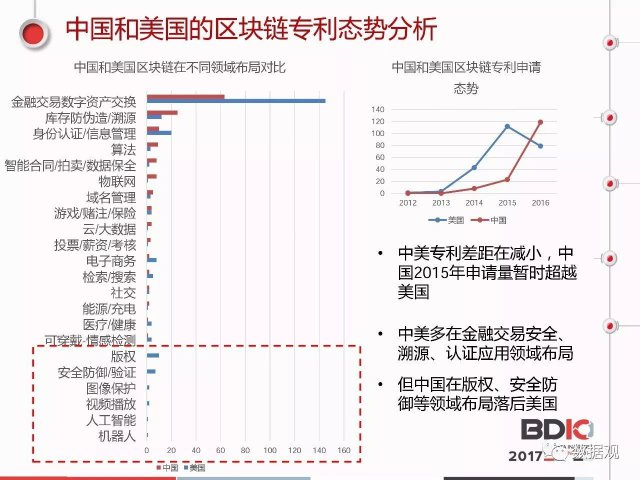 中国和美国的区块链专利态势分析
中国和美国区块链在不同领域布局对比
金融交易数字资产交换
库存防伪造/溯源
身份认证/信息管理
算法
智能合同/拍卖/数据保全
物联网
域名管理
游戏/赌注/保险
云/大数据
投票/薪资/考核
电子商务
检索/搜索
社交
能源/充电
医疗/健康
可穿戴-情感检测
版权
安全防御/验证
图像保护
视频播放
人工智能
机器人
0 20 40 60 80 100 120 140 160
中国 美国
中国和美国区块链专利申请
态势
140
120
100
80
60
40
20
0
2012 2013 2014 2015 2016
美国 中国
• 中美专利差距在减小，中
国2015年申请量暂时超越
美国
• 中美多在金融交易安全、
溯源、认证应用领域布局
• 但中国在版权、安全防
御等领域布局落后美国
BDIC
2017
数据观